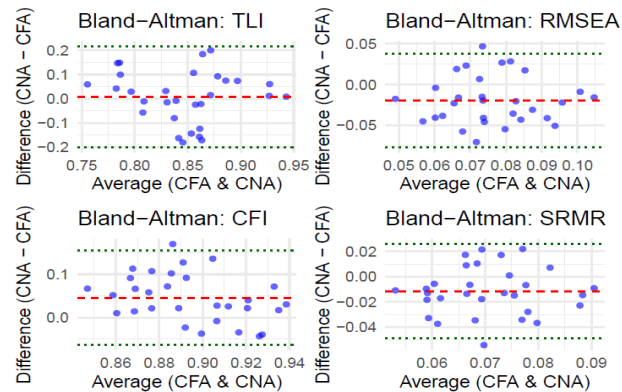 Bland−Altman: TLI
Difference (CNA − CFA)
0.2
0.1
0.0
−0.1
−0.2
0.75 0.80 0.85 0.90 0.95
Average (CFA & CNA)
Bland−Altman: RMSEA
Difference (CNA − CFA)
0.05
0.00
−0.05
0.05 0.06 0.07 0.08 0.09 0.10
Average (CFA & CNA)
Bland−Altman: CFI
Difference (CNA − CFA)
0.1
0.0
0.86 0.88 0.90 0.92 0.94
Average (CFA & CNA)
Bland−Altman: SRMR
Difference (CNA − CFA)
0.02
0.00
−0.02
−0.04
0.06 0.07 0.08 0.09
Average (CFA & CNA)